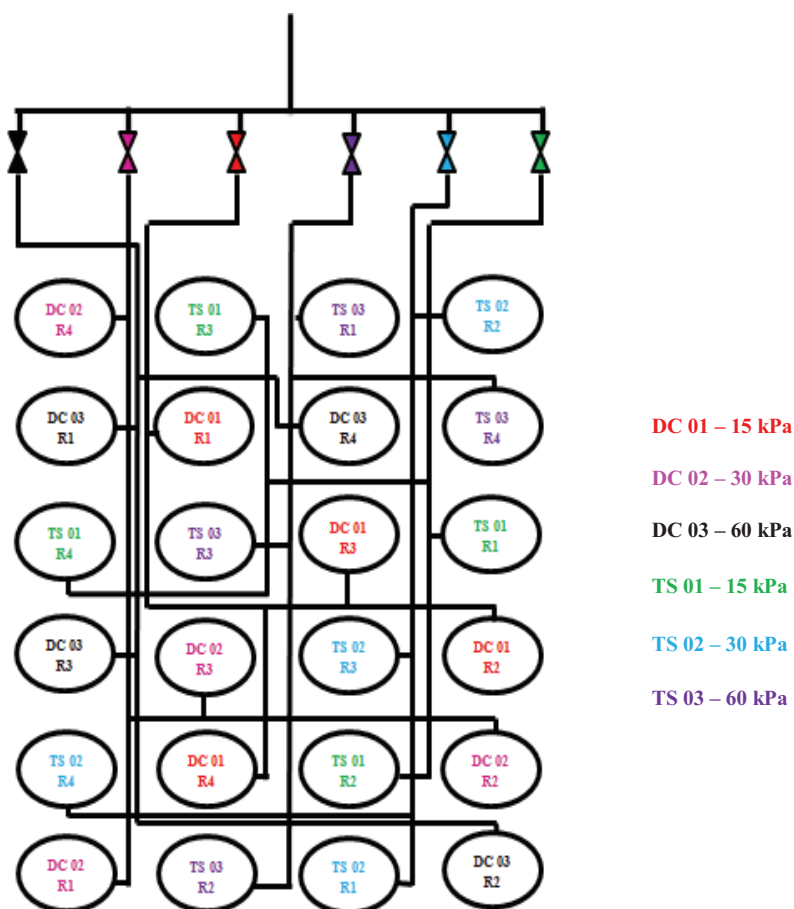 DC 02
R4
TS 01
R3
TS 03
R1
TS 02
R2
DC 03
R1
DC 01
R1
DC 03
R4
TS 03
R4
TS 01
R4
TS 03
R3
DC 01
R3
TS 01
R1
DC 03
R3
DC 02
R3
TS 02
R3
DC 01
R2
TS 02
R4
DC 01
R4
TS 01
R2
DC 02
R2
DC 02
R1
TS 03
R2
TS 02
R1
DC 03
R2
DC 01 – 15 kPa
DC 02 – 30 kPa
DC 03 – 60 kPa
TS 01 – 15 kPa
TS 02 – 30 kPa
TS 03 – 60 kPa